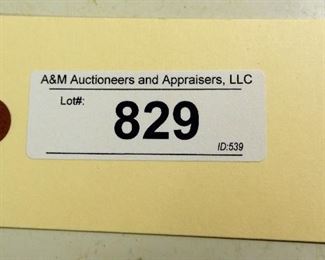 A&M Auctioneers and Appraisers, LLC
Lot#:
829
ID:539